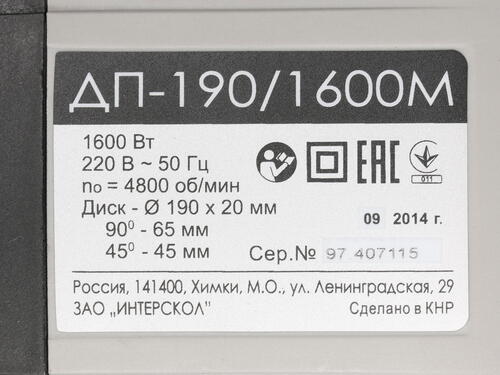 ДП-190/1600М
1600 Вт
220 В ~ 50 Гц
no = 4800 об/мин
Диск - Ø 190 x 20 мм
90⁰ - 65 мм
45⁰ - 45 мм
EAC
011
09 2014 г.
Сер.№ 97 407115
Россия, 141400, Химки, М.О., ул. Ленинградская, 29
ЗАО „ИНТЕРСКОЛ"
Сделано в КНР